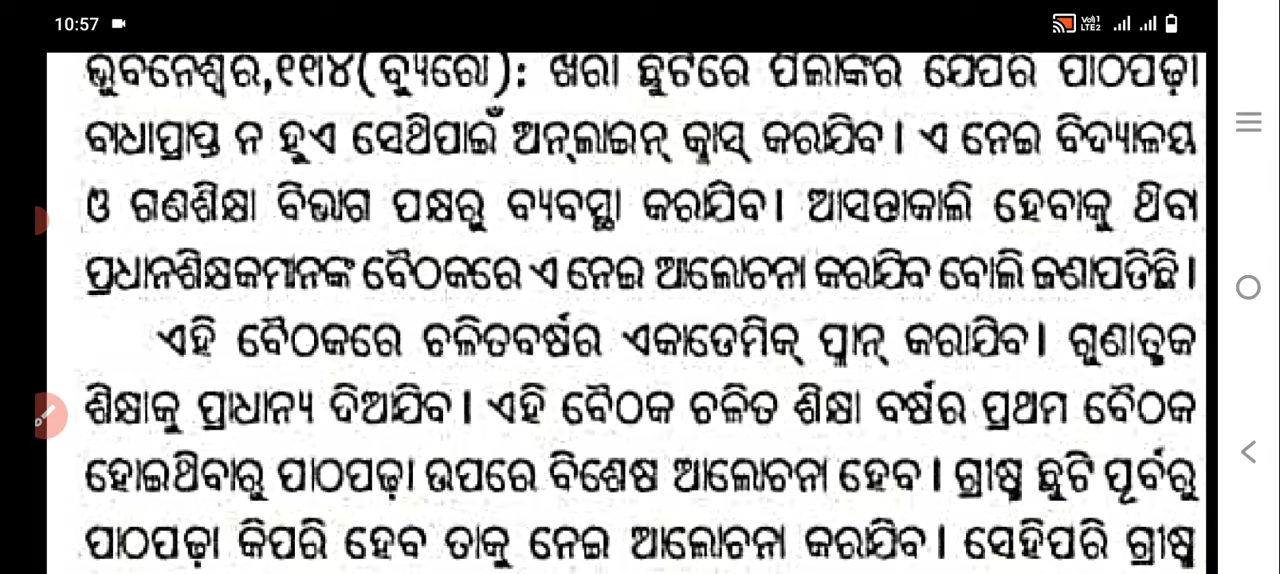 10:57
Vo))1
LTE2
ଭୁବନେଶ୍ୱର,୧୧ା୪(ବ୍ୟୁରୋ): ଖରା ଛୁଟିରେ ପିଲାଙ୍କର ଯେପରି ପାଠପଢ଼ା
ବାଧାପ୍ରାପ୍ତ ନ ହୁଏ ସେଥିପାଇଁ ଅନ୍‌ଲାଇନ୍ କ୍ଲାସ୍ କରାଯିବ। ଏ ନେଇ ବିଦ୍ୟାଳୟ
ଓ ଗଣଶିକ୍ଷା ବିଭାଗ ପକ୍ଷରୁ ବ୍ୟବସ୍ଥା କରାଯିବ। ଆସନ୍ତାକାଲି ହେବାକୁ ଥିବା
ପ୍ରଧାନଶିକ୍ଷକମାନଙ୍କ ବୈଠକରେ ଏ ନେଇ ଆଲୋଚନା କରାଯିବ ବୋଲି ଜଣାପଡିଛି।
ଏହି ବୈଠକରେ ଚଳିତବର୍ଷର ଏକାଡେମିକ୍ ପ୍ଲାନ୍ କରାଯିବ। ଗୁଣାତ୍ମକ
ଶିକ୍ଷାକୁ ପ୍ରାଧାନ୍ୟ ଦିଆଯିବ। ଏହି ବୈଠକ ଚଳିତ ଶିକ୍ଷା ବର୍ଷର ପ୍ରଥମ ବୈଠକ
ହୋଇଥିବାରୁ ପାଠପଢ଼ା ଉପରେ ବିଶେଷ ଆଲୋଚନା ହେବ। ଗ୍ରୀଷ୍ମ ଛୁଟି ପୂର୍ବରୁ
ପାଠପଢ଼ା କିପରି ହେବ ତାକୁ ନେଇ ଆଲୋଚନା କରାଯିବ। ସେହିପରି ଗ୍ରୀଷ୍ମ